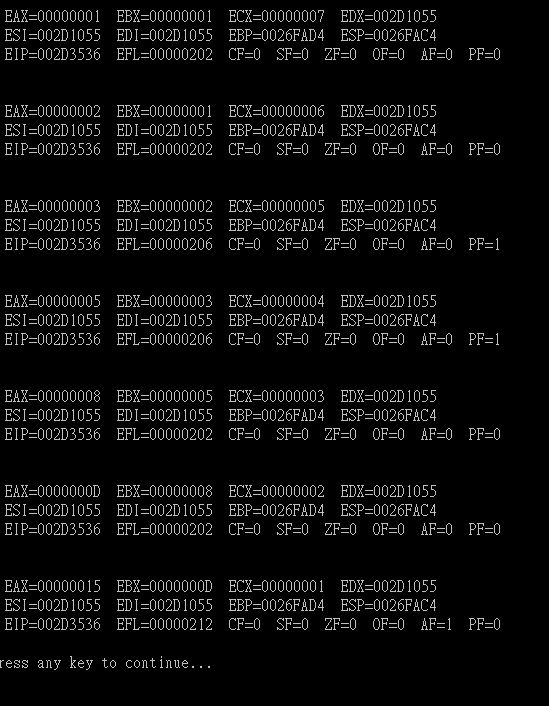 EAX=00000001 EBX=00000001 ECX=00000007 EDX=002D1055
ESI=002D1055 EDI=002D1055 EBP=0026FAD4 ESP=0026FAC4
EIP=002D3536 EFL=00000202 CF=0 SF=0 ZF=0 OF=0 AF=0 PF=0
EAX=00000002 EBX=00000001 ECX=00000006 EDX=002D1055
ESI=002D1055 EDI=002D1055 EBP=0026FAD4 ESP=0026FAC4
EIP=002D3536 EFL=00000202 CF=0 SF=0 ZF=0 OF=0 AF=0 PF=0
EAX=00000003 EBX=00000002 ECX=00000005 EDX=002D1055
ESI=002D1055 EDI=002D1055 EBP=0026FAD4 ESP=0026FAC4
EIP=002D3536 EFL=00000206 CF=0 SF=0 ZF=0 OF=0 AF=0 PF=1
EAX=00000005 EBX=00000003 ECX=00000004 EDX=002D1055
ESI=002D1055 EDI=002D1055 EBP=0026FAD4 ESP=0026FAC4
EIP=002D3536 EFL=00000206 CF=0 SF=0 ZF=0 OF=0 AF=0 PF=1
EAX=00000008 EBX=00000005 ECX=00000003 EDX=002D1055
ESI=002D1055 EDI=002D1055 EBP=0026FAD4 ESP=0026FAC4
EIP=002D3536 EFL=00000202 CF=0 SF=0 ZF=0 OF=0 AF=0 PF=0
EAX=0000000D EBX=00000008 ECX=00000002 EDX=002D1055
ESI=002D1055 EDI=002D1055 EBP=0026FAD4 ESP=0026FAC4
EIP=002D3536 EFL=00000202 CF=0 SF=0 ZF=0 OF=0 AF=0 PF=0
EAX=00000015 EBX=0000000D ECX=00000001 EDX=002D1055
ESI=002D1055 EDI=002D1055 EBP=0026FAD4 ESP=0026FAC4
EIP=002D3536 EFL=00000212 CF=0 SF=0 ZF=0 OF=0 AF=1 PF=0
ress any key to continue...